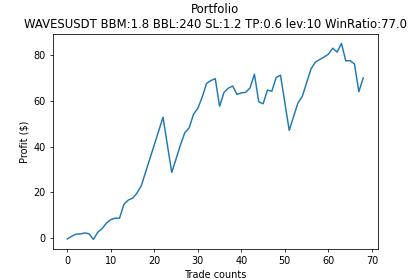 Portfolio
WAVESUSDT BBM:1.8 BBL:240 SL:1.2 TP:0.6 lev:10 WinRatio:77.0
Profit ($)
80
60
40
20
0
0 10 20 30 40 50 60 70
Trade counts